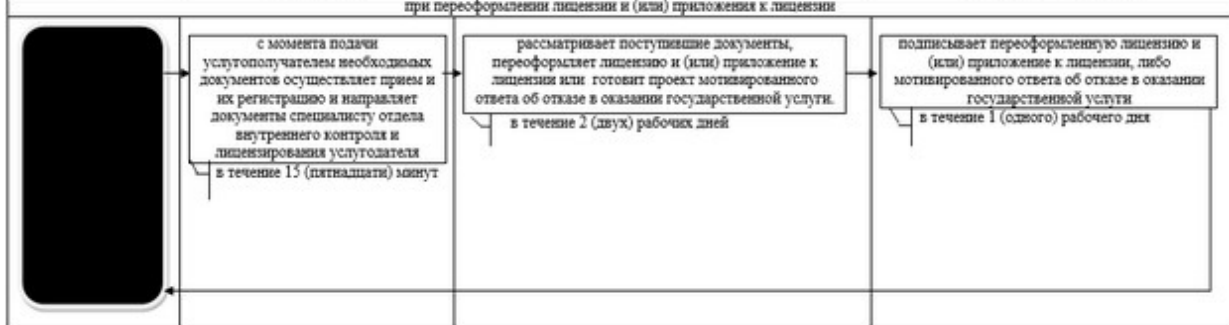 при переоформлении лицензии и (или) приложения к лицензии
с момента подачи
услугополучателем необходимых
документов осуществляет прием и
их регистрацию и направляет
документы специалисту отдела
внутреннего контроля и
лицензирования услугодателя
в течение 15 (пятнадцати) минут
рассматривает поступившие документы,
переоформляет лицензию и (или) приложение к
лицензии или готовит проект мотивированного
ответа об отказе в оказании государственной услуги.
в течение 2 (двух) рабочих дней
подписывает переоформленную лицензию и
(или) приложение к лицензии, либо
мотивированного ответа об отказе в оказании
государственной услуги
в течение 1 (одного) рабочего дня